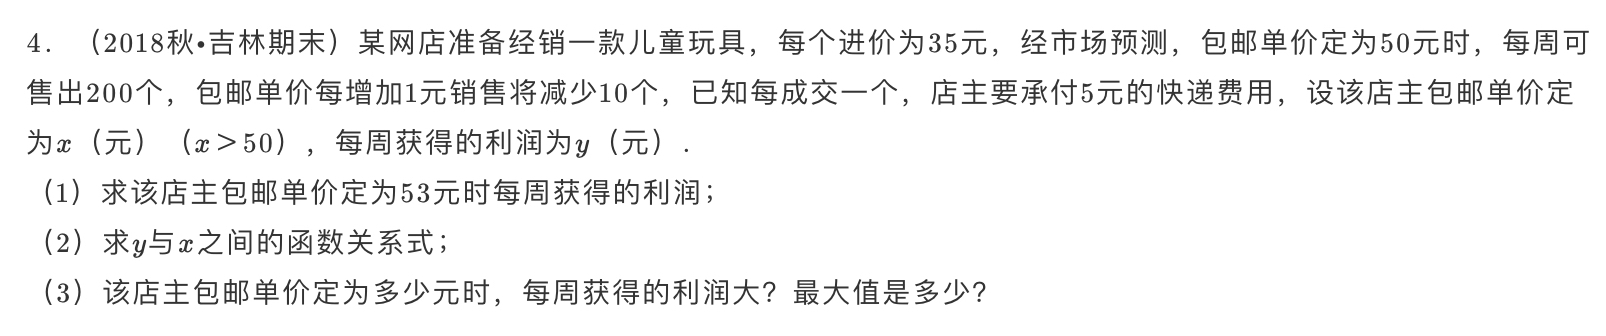 4. (2018秋•吉林期末)某网店准备经销一款儿童玩具，每个进价为35元，经市场预测，包邮单价定为50元时，每周可
售出200个，包邮单价每增加1元销售将减少10个，已知每成交一个，店主要承付5元的快递费用，设该店主包邮单价定
为x（元）（x＞50），每周获得的利润为y（元）.
（1）求该店主包邮单价定为53元时每周获得的利润；
（2）求y与x之间的函数关系式；
（3）该店主包邮单价定为多少元时，每周获得的利润大？最大值是多少？